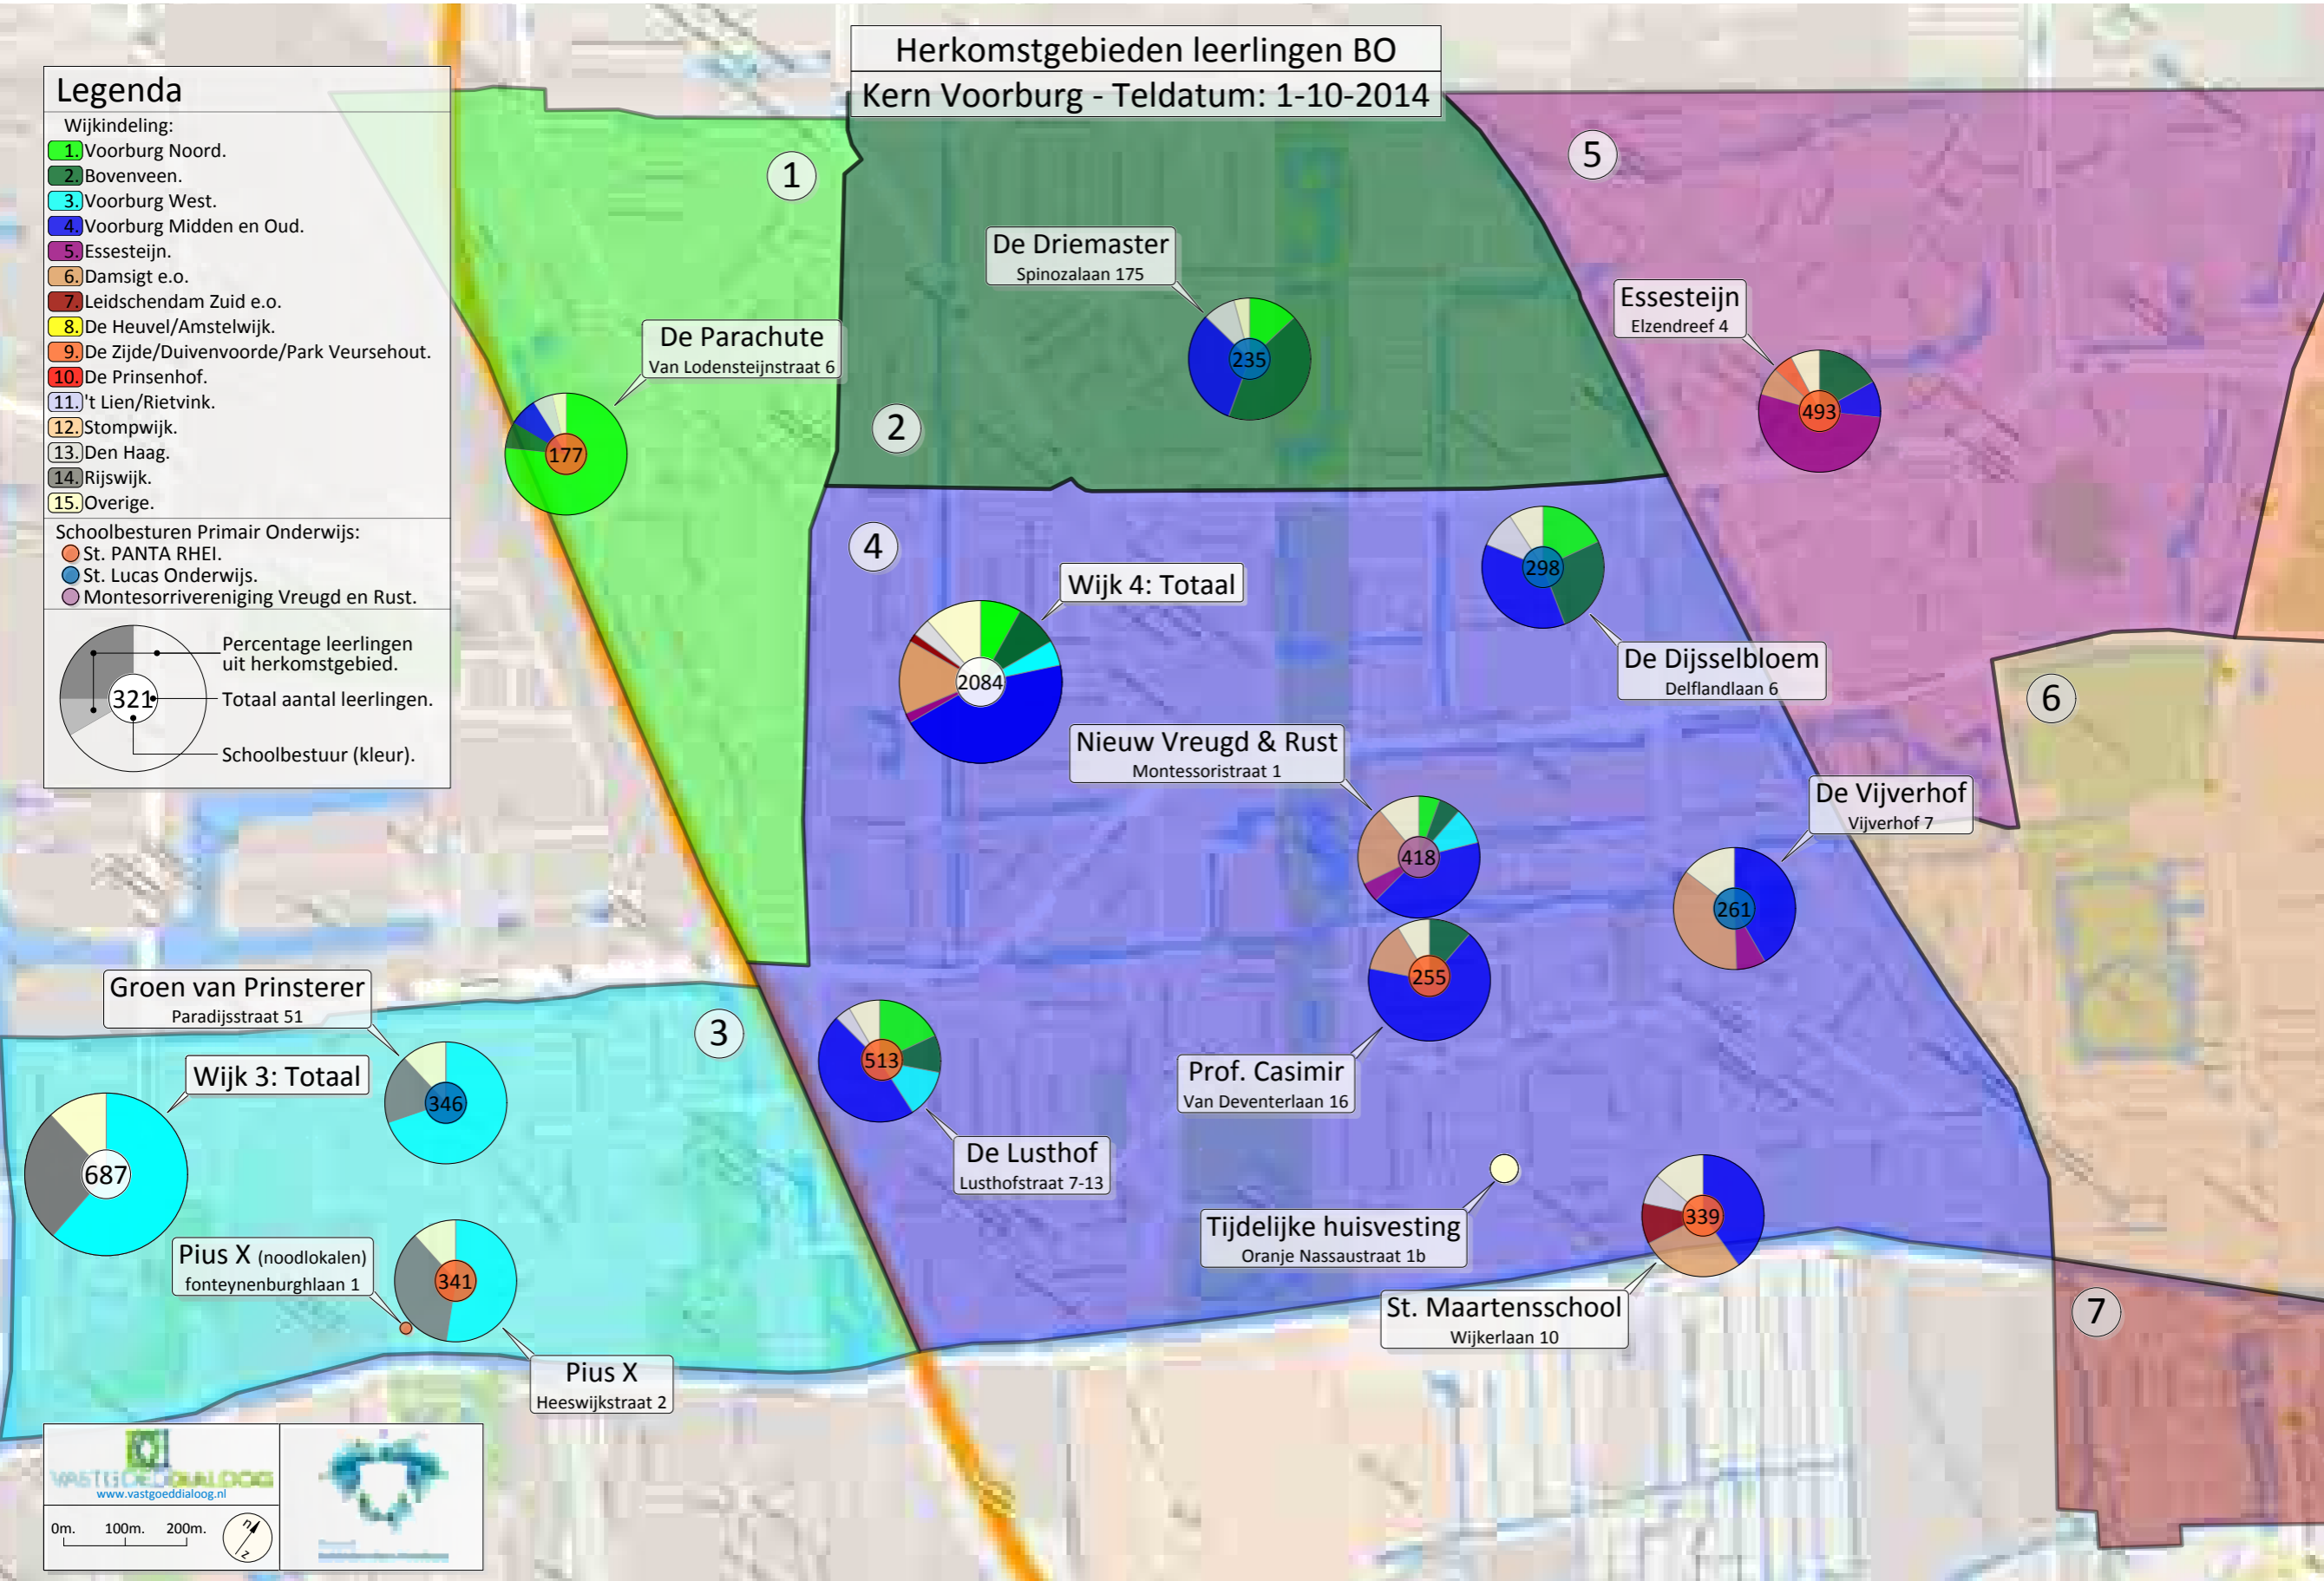 Herkomstgebieden leerlingen BO
Kern Voorburg - Teldatum: 1-10-2014
Legenda
Wijkindeling:
1. Voorburg Noord.
2. Bovenveen.
3. Voorburg West.
4. Voorburg Midden en Oud.
5. Essesteijn.
6. Damsigt e.o.
7. Leidschendam Zuid e.o.
8. De Heuvel/Amstelwijk.
9. De Zijde/Duivenvoorde/Park Veursehout.
10. De Prinsenhof.
11. 't Lien/Rietvink.
12. Stompwijk.
13. Den Haag.
14. Rijswijk.
15. Overige.
Schoolbesturen Primair Onderwijs:
St. PANTA RHEI.
St. Lucas Onderwijs.
Montesorrivereniging Vreugd en Rust.
Percentage leerlingen
uit herkomstgebied.
321
Totaal aantal leerlingen.
Schoolbestuur (kleur).
1
De Parachute
Van Lodensteijnstraat 6
177
De Driemaster
Spinozalaan 175
235
2
5
Essesteijn
Elzendreef 4
493
4
Wijk 4: Totaal
2084
298
De Dijsselbloem
Delflandlaan 6
6
Nieuw Vreugd & Rust
Montessoristraat 1
418
De Vijverhof
Vijverhof 7
261
255
Prof. Casimir
Van Deventerlaan 16
Groen van Prinsterer
Paradijsstraat 51
346
3
Wijk 3: Totaal
687
513
De Lusthof
Lusthofstraat 7-13
Pius X (noodlokalen)
fonteynenburghlaan 1
341
Pius X
Heeswijkstraat 2
Tijdelijke huisvesting
Oranje Nassaustraat 1b
339
St. Maartensschool
Wijkerlaan 10
7
VASTGOEDDIALOOG
www.vastgoeddialoog.nl
0m. 100m. 200m.
n
z